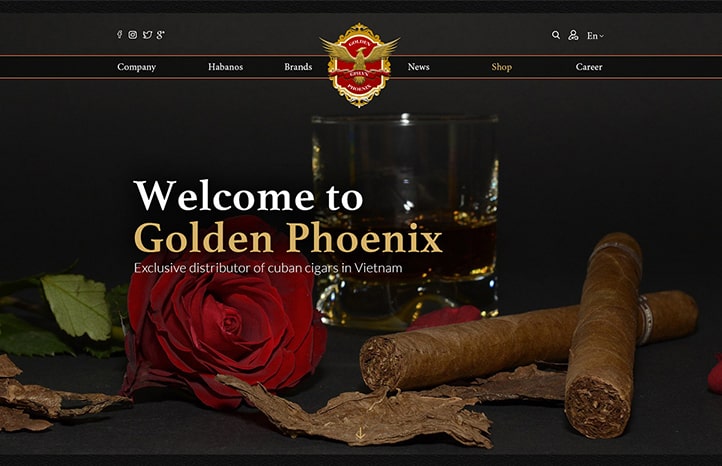 En
Company
Habanos
Brands
GOLDEN
PHOENIX
News
Shop
Career
Welcome to
Golden Phoenix
Exclusive distributor of cuban cigars in Vietnam